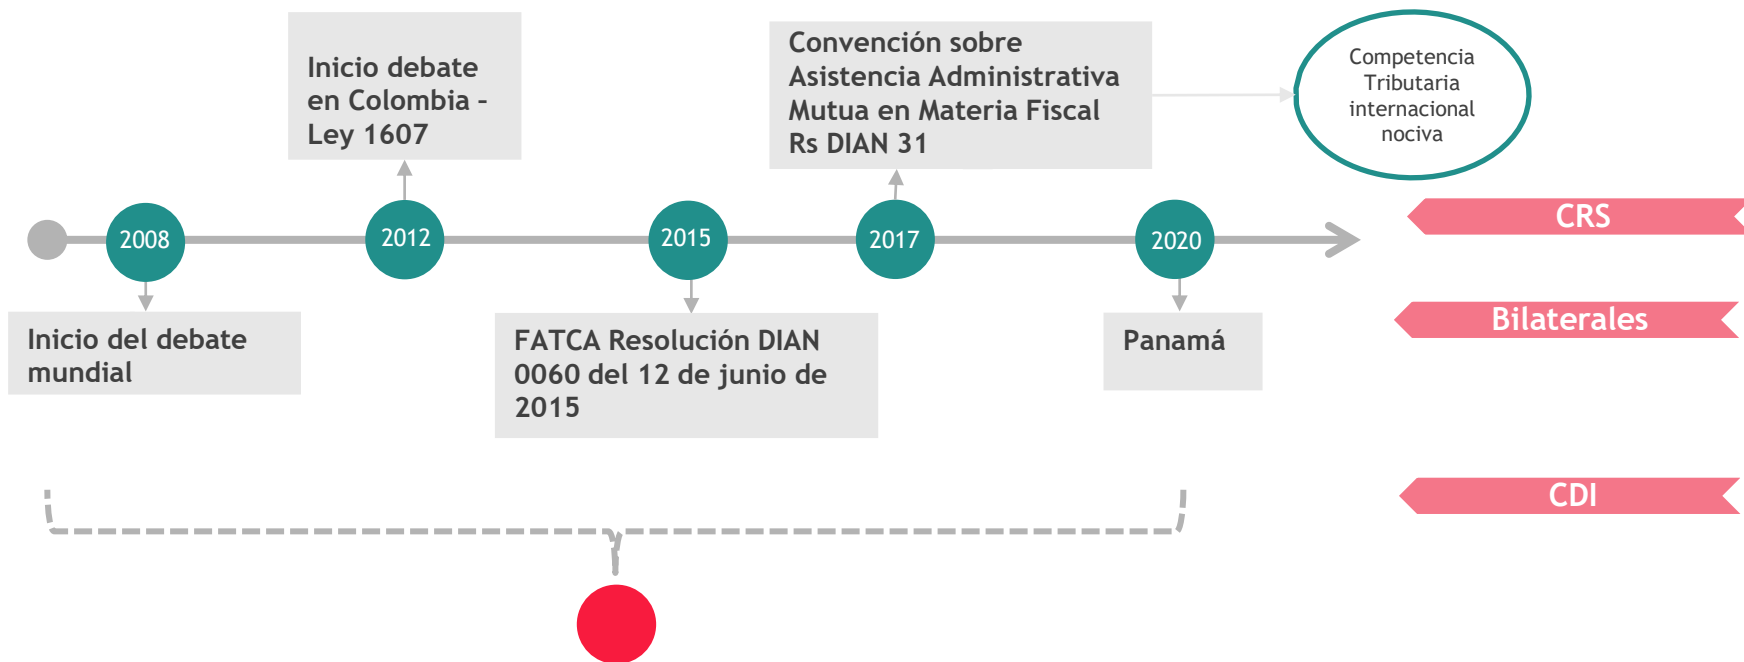 Inicio debate
en Colombia –
Ley 1607
Convención sobre
Asistencia Administrativa
Mutua en Materia Fiscal
Rs DIAN 31
Competencia
Tributaria
internacional
nociva
2008
2012
2015
2017
2020
CRS
Inicio del debate
mundial
FATCA Resolución DIAN
0060 del 12 de junio de
2015
Panamá
Bilaterales
CDI